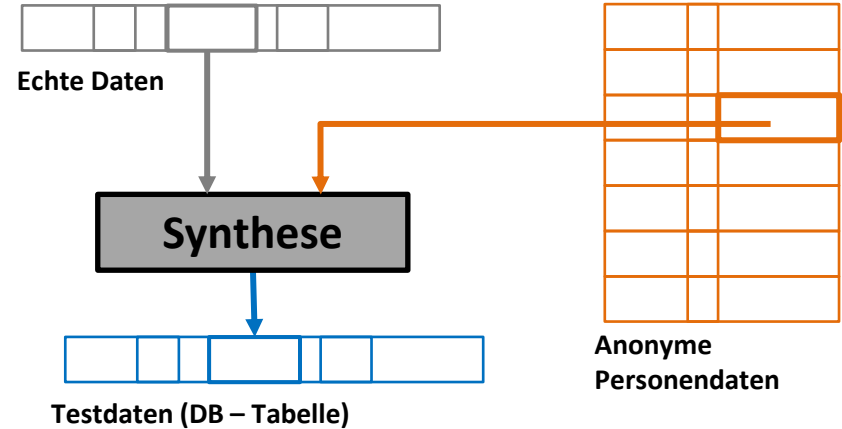 Echte Daten
Synthese
Anonyme
Personendaten
Testdaten (DB – Tabelle)